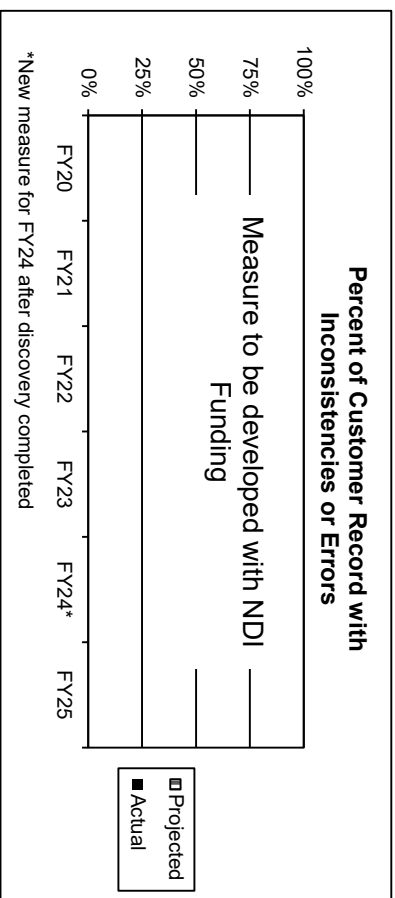 Percent of Customer Record with
Inconsistencies or Errors
100%
75%
50%
25%
0%
Measure to be developed with NDI
Funding
FY20
FY21
FY22
FY23
FY24*
FY25
Projected
Actual
*New measure for FY24 after discovery completed